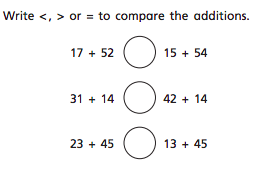 Write <, > or = to compare the additions.
17 + 52 15 + 54
31 + 14 42 + 14
23 + 45 13 + 45